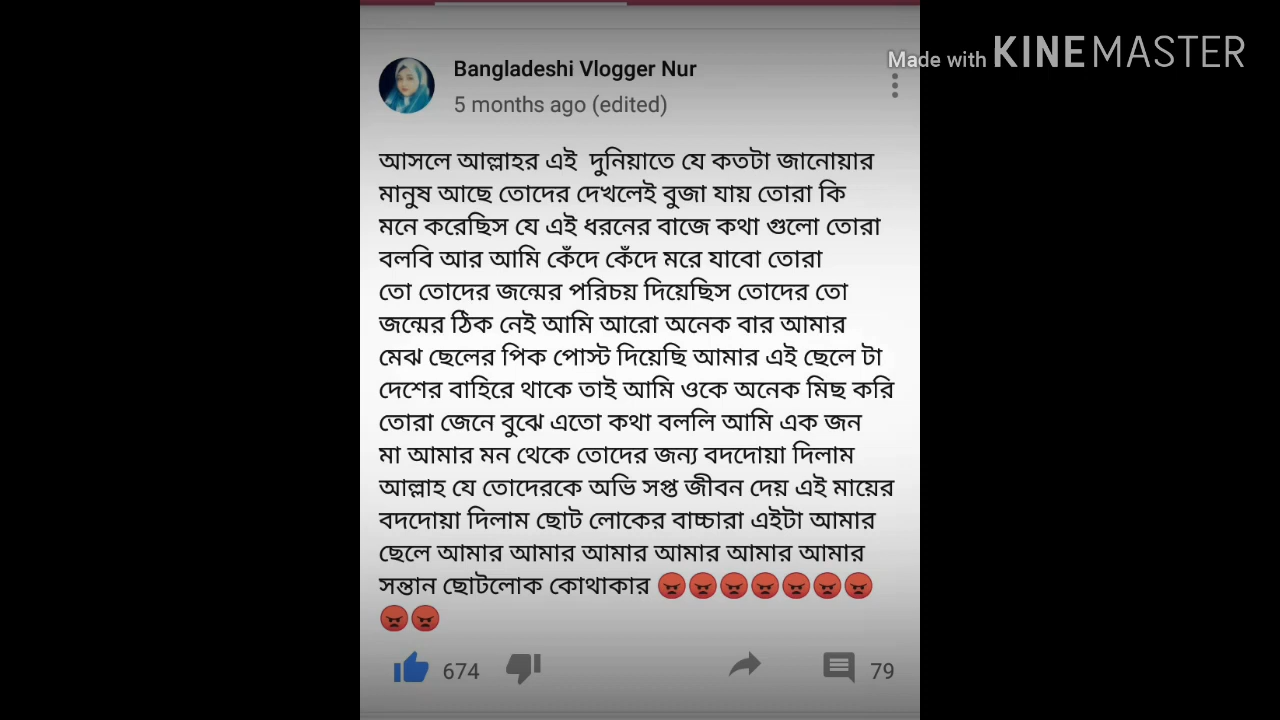 Made with KINEMASTER
Bangladeshi Vlogger Nur
5 months ago (edited)
আসলে আল্লাহর এই দুনিয়াতে যে কতটা জানোয়ার
মানুষ আছে তোদের দেখলেই বুজা যায় তোরা কি
মনে করেছিস যে এই ধরনের বাজে কথা গুলো তোরা
বলবি আর আমি কেঁদে কেঁদে মরে যাবো তোরা
তো তোদের জন্মের পরিচয় দিয়েছিস তোদের তো
জন্মের ঠিক নেই আমি আরো অনেক বার আমার
মেঝ ছেলের পিক পোস্ট দিয়েছি আমার এই ছেলে টা
দেশের বাহিরে থাকে তাই আমি ওকে অনেক মিছ করি
তোরা জেনে বুঝে এতো কথা বললি আমি এক জন
মা আমার মন থেকে তোদের জন্য বদদোয়া দিলাম
আল্লাহ যে তোদেরকে অভি সপ্ত জীবন দেয় এই মায়ের
বদদোয়া দিলাম ছোট লোকের বাচ্চারা এইটা আমার
ছেলে আমার আমার আমার আমার আমার আমার
সন্তান ছোটলোক কোথাকার 😡😡😡😡😡😡😡
😡😡
674 79